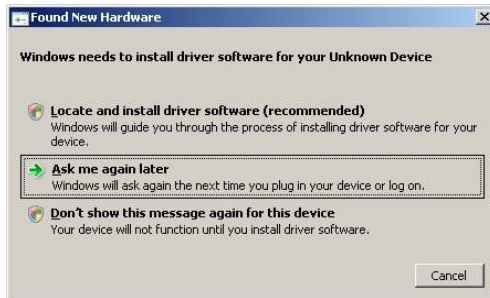 Found New Hardware
Windows needs to install driver software for your Unknown Device
Locate and install driver software (recommended)
Windows will guide you through the process of installing driver software for your
device.
Ask me again later
Windows will ask again the next time you plug in your device or log on.
Don't show this message again for this device
Your device will not function until you install driver software.
Cancel